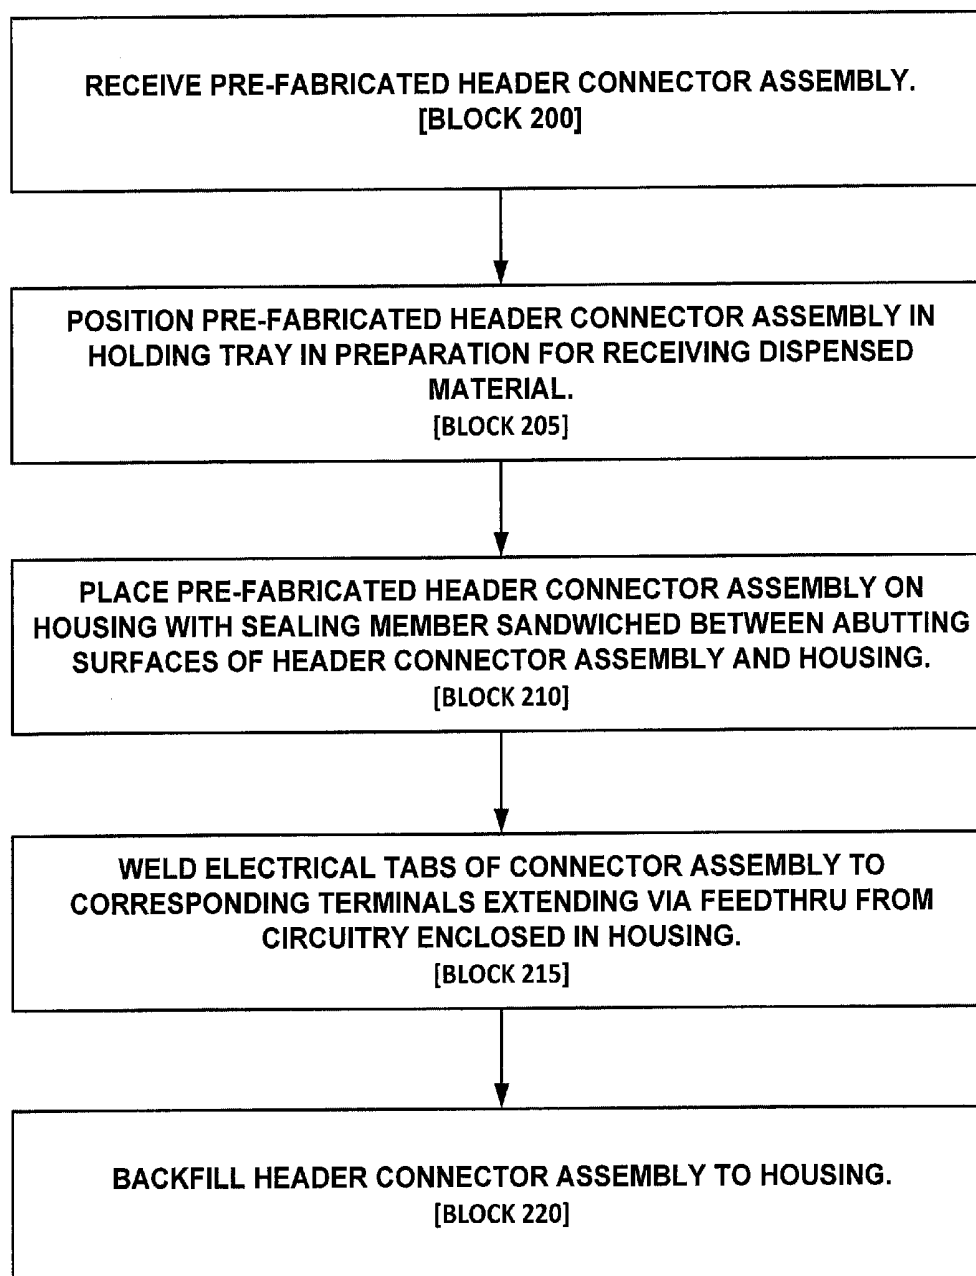 RECEIVE PRE-FABRICATED HEADER CONNECTOR ASSEMBLY.
[BLOCK 200]
POSITION PRE-FABRICATED HEADER CONNECTOR ASSEMBLY IN
HOLDING TRAY IN PREPARATION FOR RECEIVING DISPENSED
MATERIAL.
[BLOCK 205]
PLACE PRE-FABRICATED HEADER CONNECTOR ASSEMBLY ON
HOUSING WITH SEALING MEMBER SANDWICHED BETWEEN ABUTTING
SURFACES OF HEADER CONNECTOR ASSEMBLY AND HOUSING.
[BLOCK 210]
WELD ELECTRICAL TABS OF CONNECTOR ASSEMBLY TO
CORRESPONDING TERMINALS EXTENDING VIA FEEDTHRU FROM
CIRCUITRY ENCLOSED IN HOUSING.
[BLOCK 215]
BACKFILL HEADER CONNECTOR ASSEMBLY TO HOUSING.
[BLOCK 220]